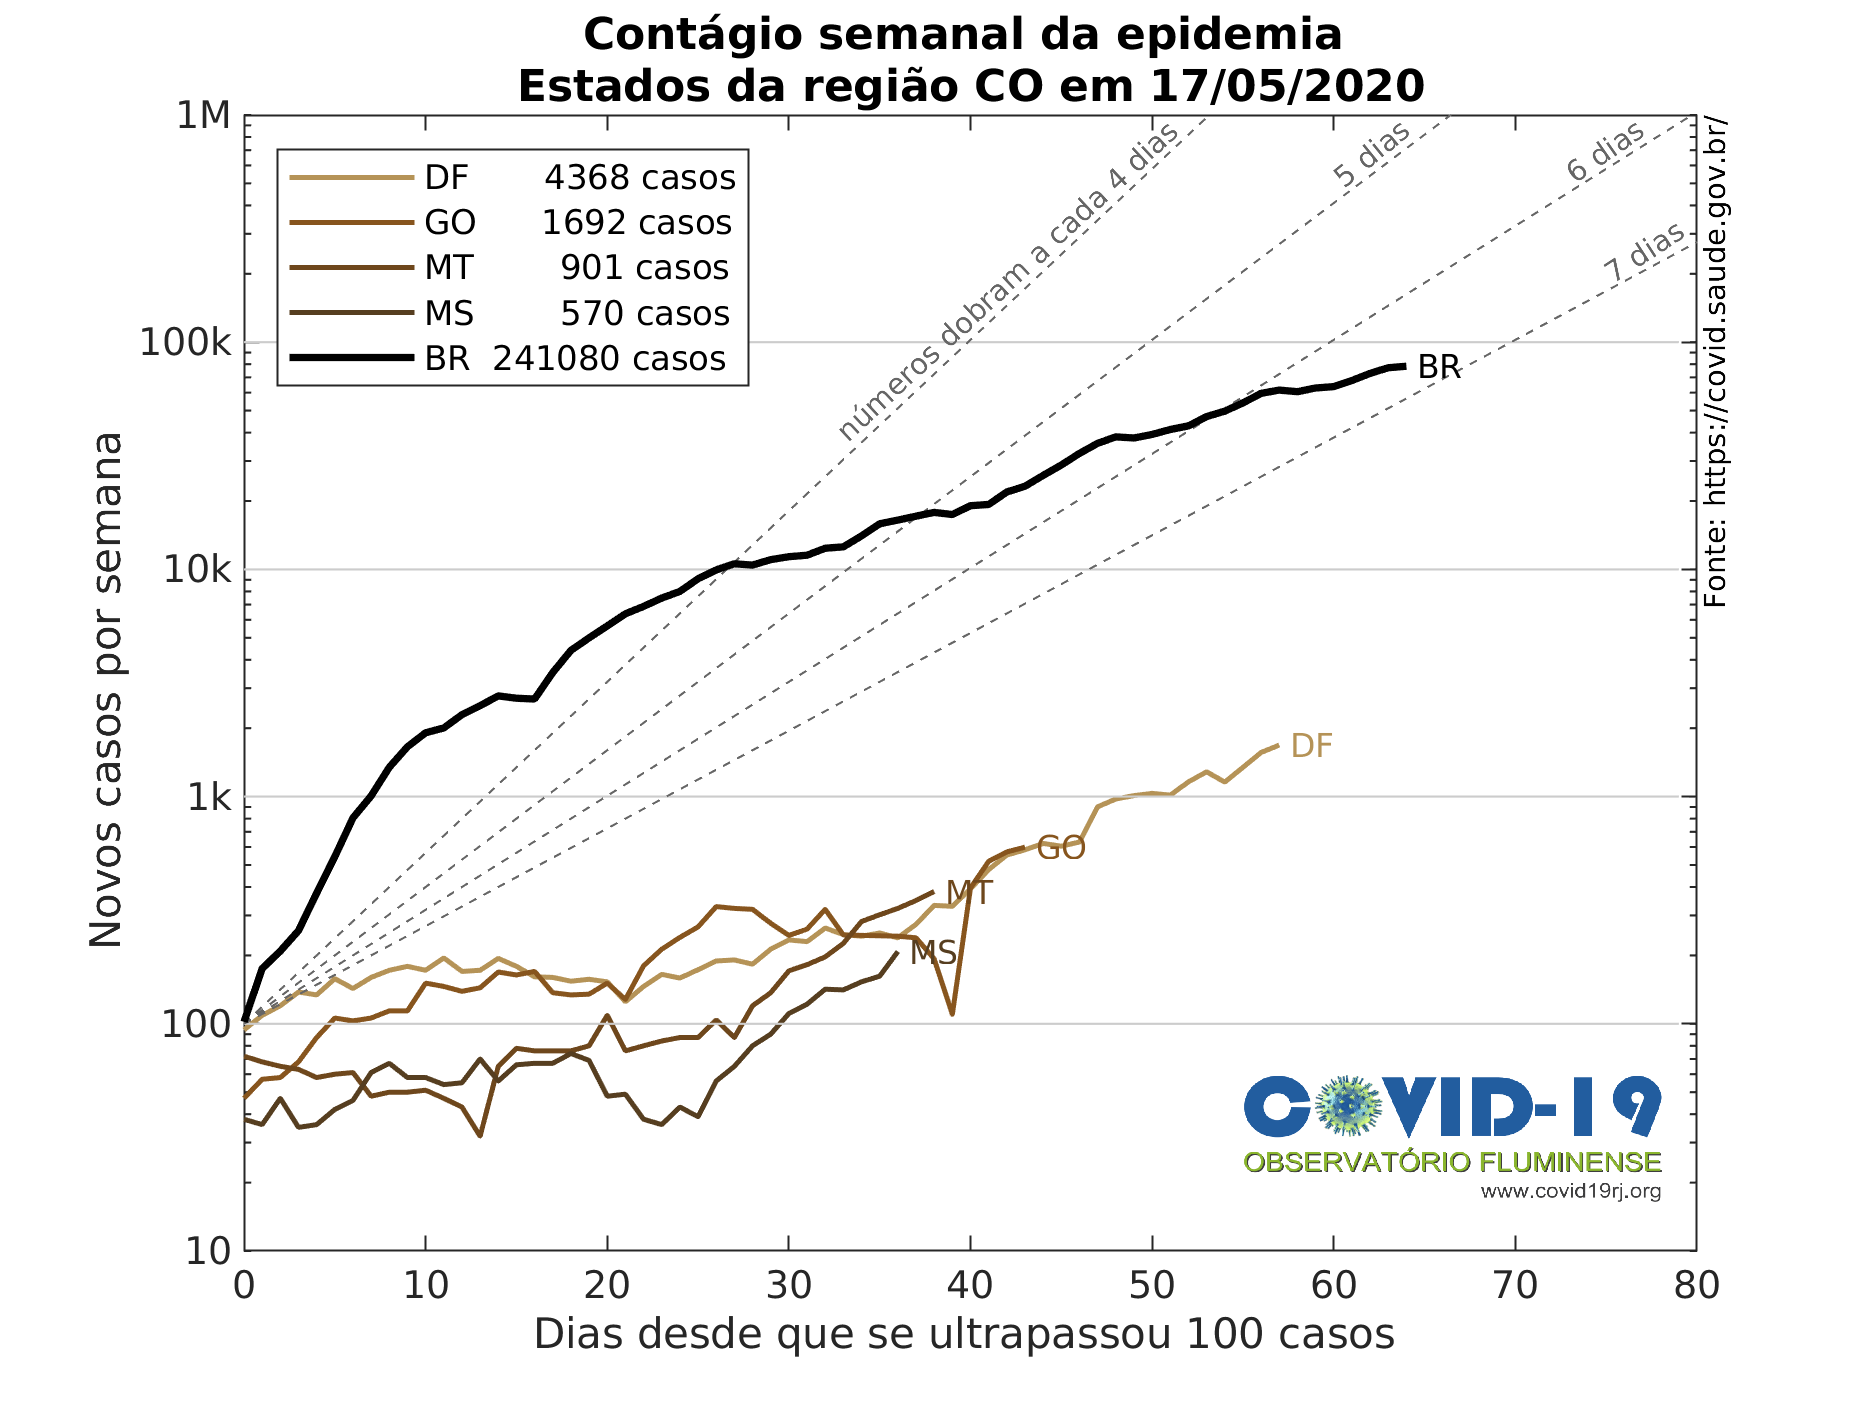 Contágio semanal da epidemia
Estados da região CO em 17/05/2020
1M
100k
10k
1k
100
10
Novos casos por semana
DF 4368 casos
GO 1692 casos
MT 901 casos
MS 570 casos
BR 241080 casos
números dobram a cada 4 dias
5 dias
6 dias
7 dias
BR
DF
GO
MT
MS
Fonte: https://covid.saude.gov.br/
COVID-19
OBSERVATÓRIO FLUMINENSE
www.covid19rj.org
0 10 20 30 40 50 60 70 80
Dias desde que se ultrapassou 100 casos